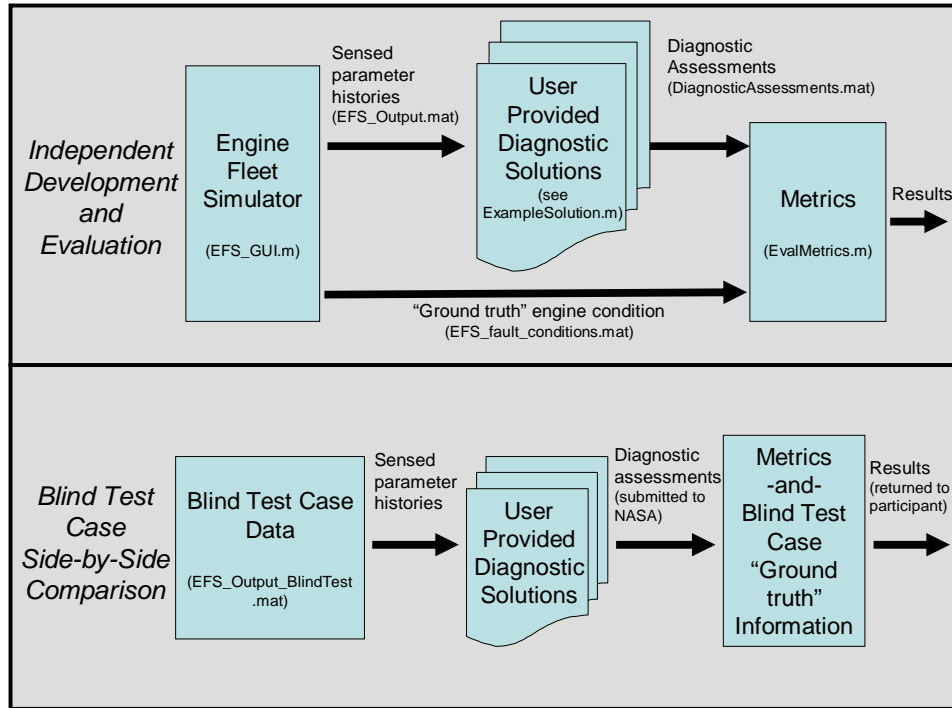 Independent
Development
and
Evaluation
Engine
Fleet
Simulator
(EFS_GUI.m)
Sensed
parameter
histories
(EFS_Output.mat)
User
Provided
Diagnostic
Solutions
(see
ExampleSolution.m)
Diagnostic
Assessments
(DiagnosticAssessments.mat)
Metrics
(EvalMetrics.m)
Results
“Ground truth” engine condition
(EFS_fault_conditions.mat)
Blind Test
Case
Side-by-Side
Comparison
Blind Test Case
Data
(EFS_Output_BlindTest
.mat)
Sensed
parameter
histories
User
Provided
Diagnostic
Solutions
Diagnostic
assessments
(submitted to
NASA)
Metrics
-and-
Blind Test
Case
“Ground
truth”
Information
Results
(returned to
participant)